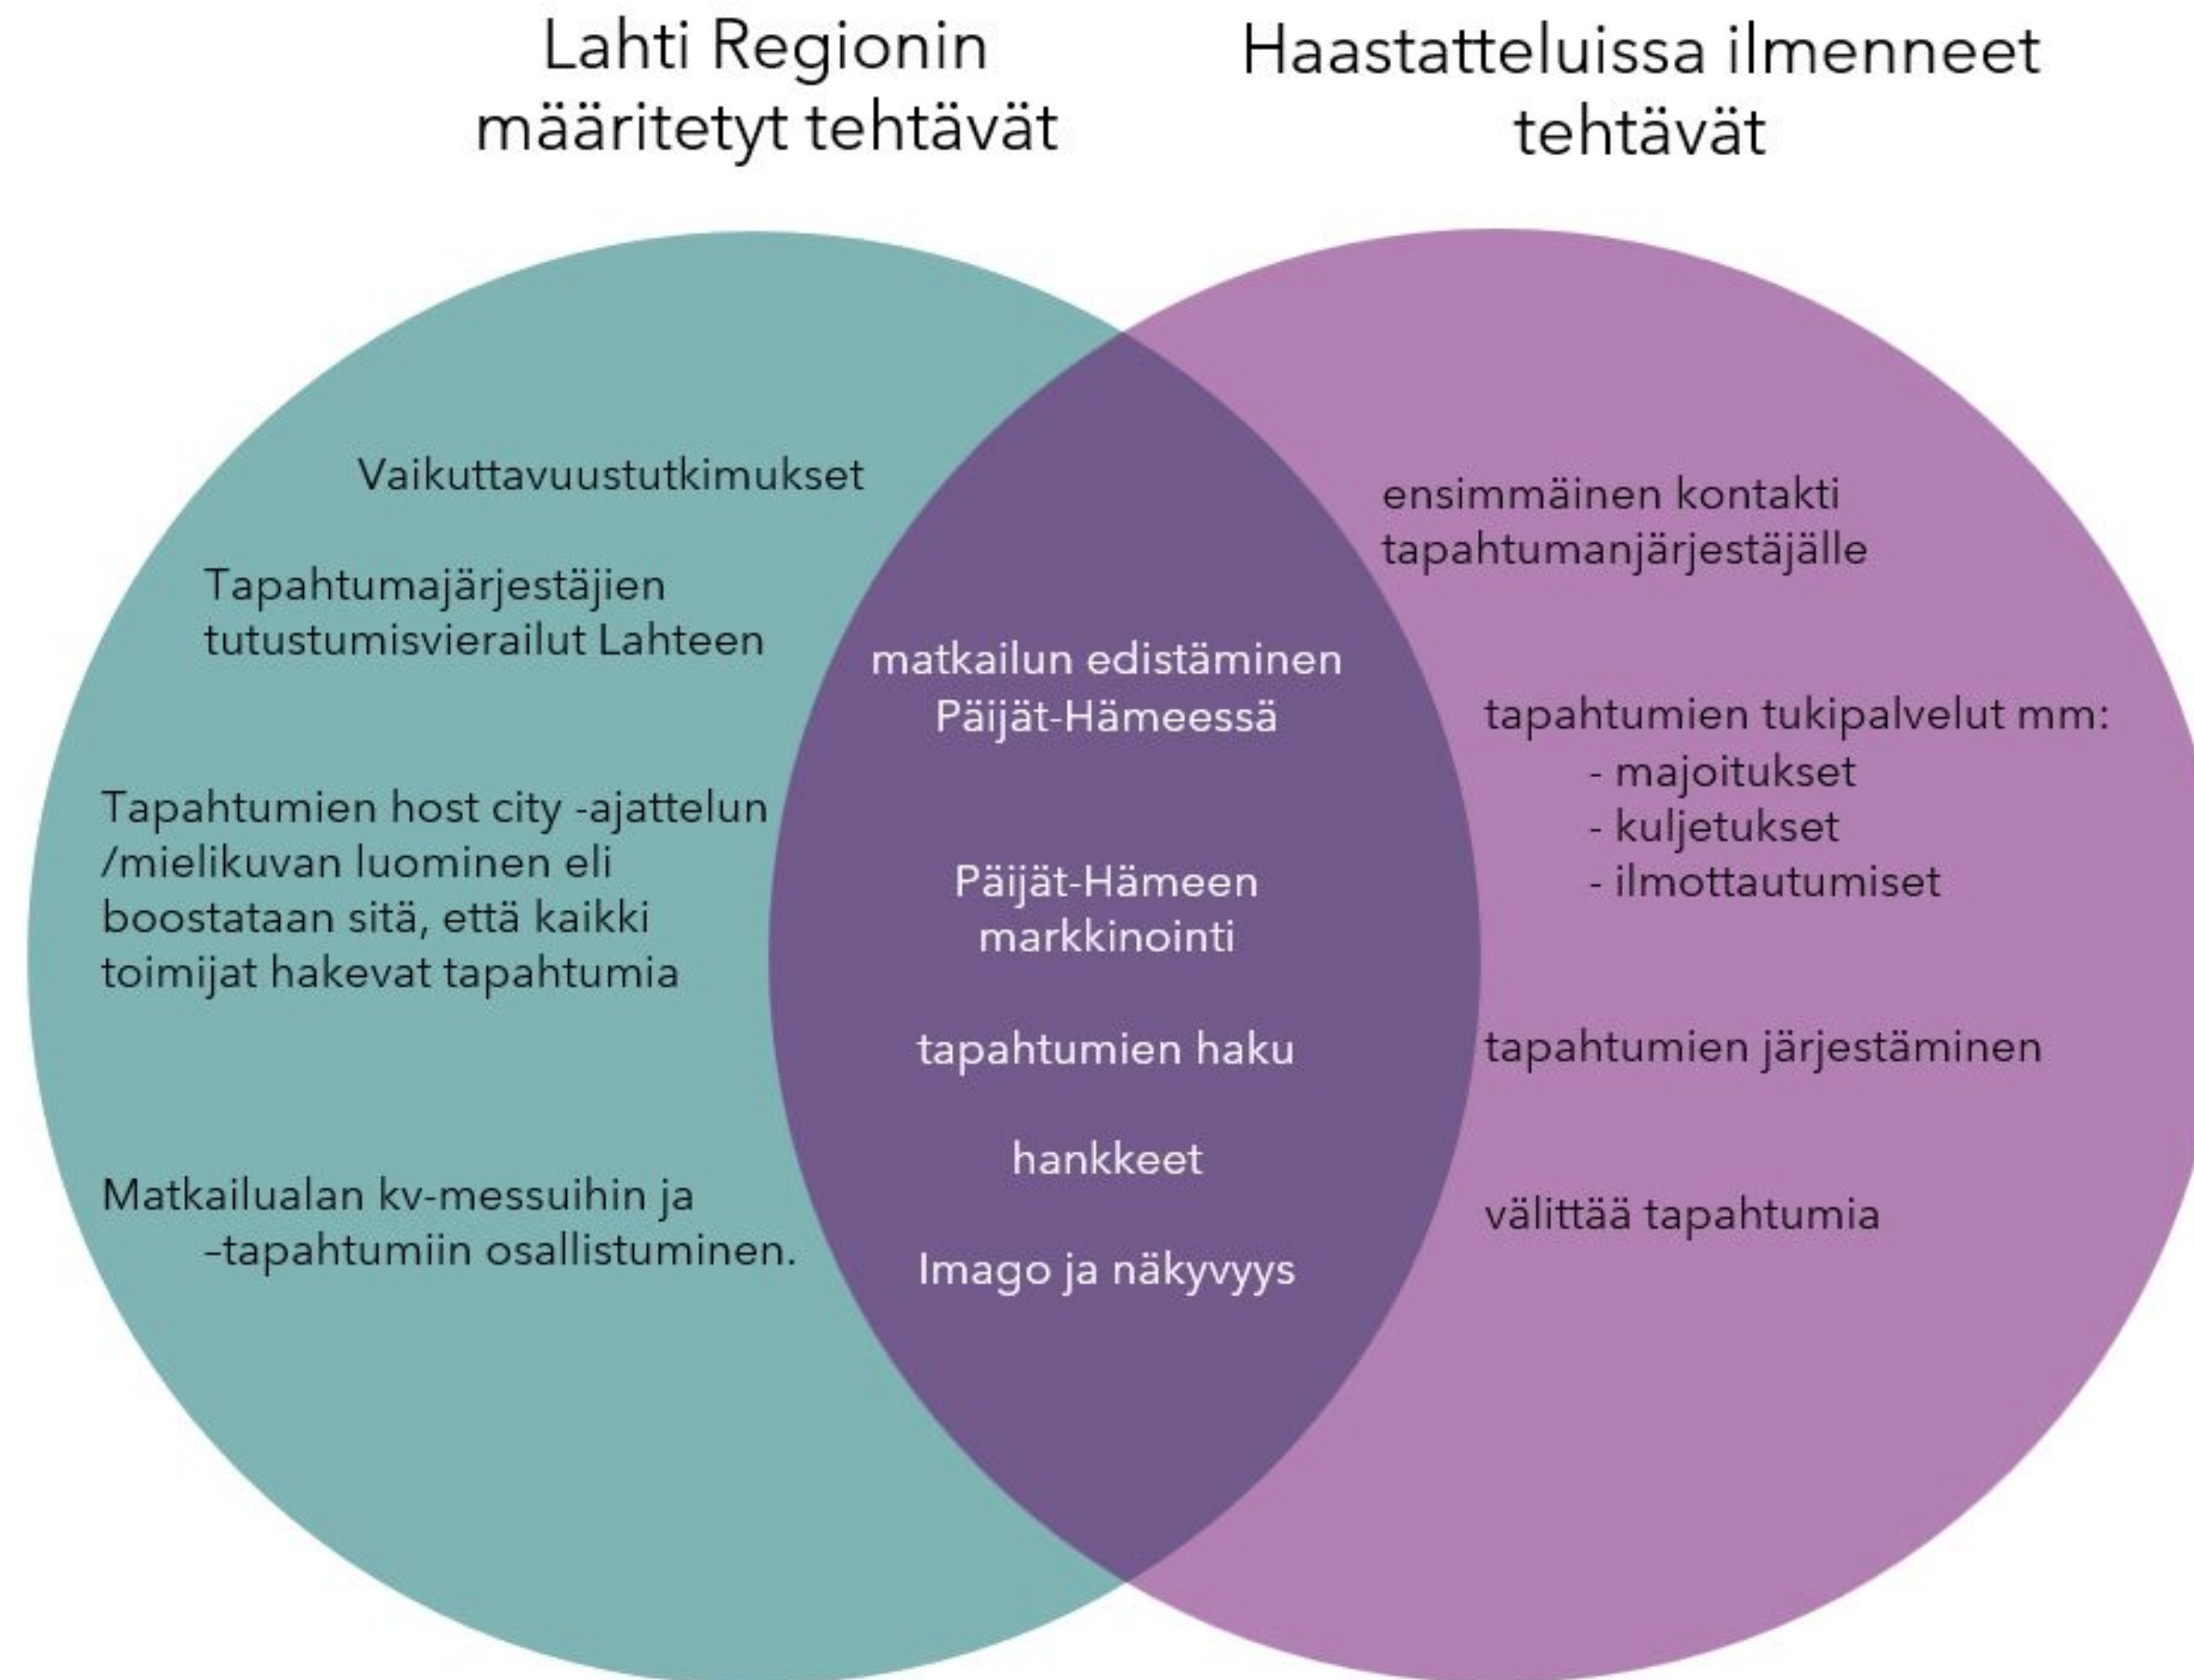 Lahti Regionin
määritetyt tehtävät
Haastatteluissa ilmenneet
tehtävät
Vaikuttavuustutkimukset
Tapahtumajärjestäjien
tutustumisvierailut Lahteen
Tapahtumien host city -ajattelun
/mielikuvan luominen eli
boostataan sitä, että kaikki
toimijat hakevat tapahtumia
Matkailualan kv-messuihin ja
–tapahtumiin osallistuminen.
matkailun edistäminen
Päijät-Hämeessä
Päijät-Hämeen
markkinointi
tapahtumien haku
hankkeet
Imago ja näkyvyys
ensimmäinen kontakti
tapahtumanjärjestäjälle
tapahtumien tukipalvelut mm:
- majoitukset
- kuljetukset
- ilmottautumiset
tapahtumien järjestäminen
välittää tapahtumia